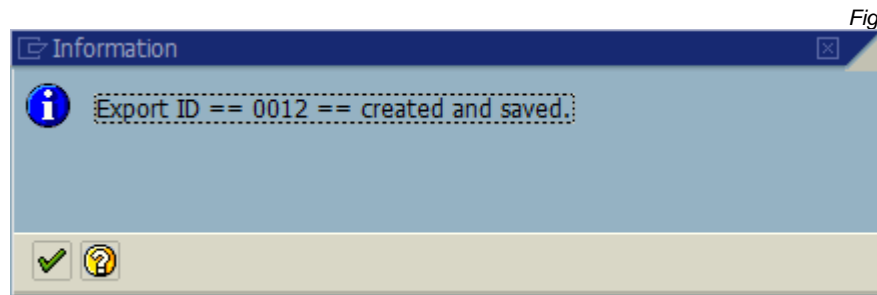 Fig
Information
Export ID == 0012 == created and saved.